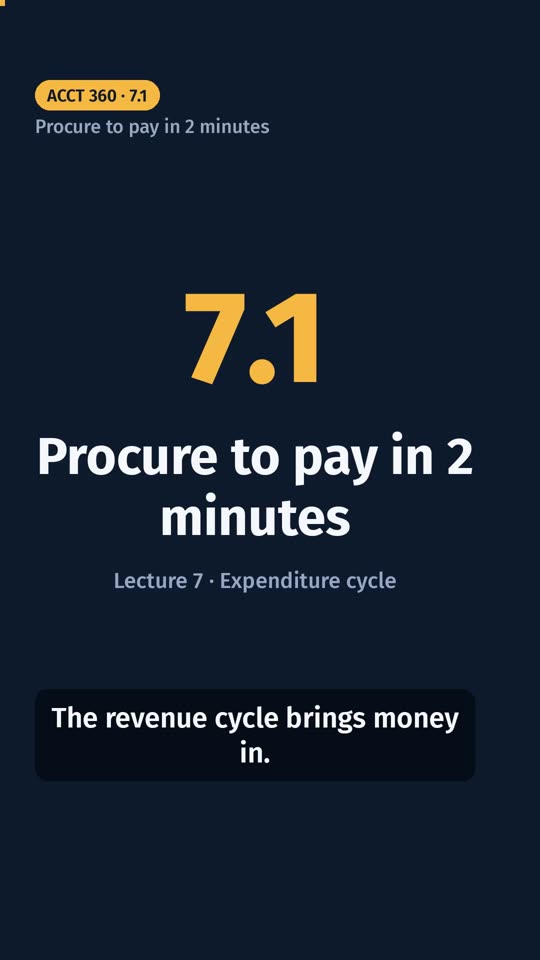 ACCT 360 · 7.1
Procure to pay in 2 minutes
7.1
Procure to pay in 2
minutes
Lecture 7 · Expenditure cycle
The revenue cycle brings money
in.